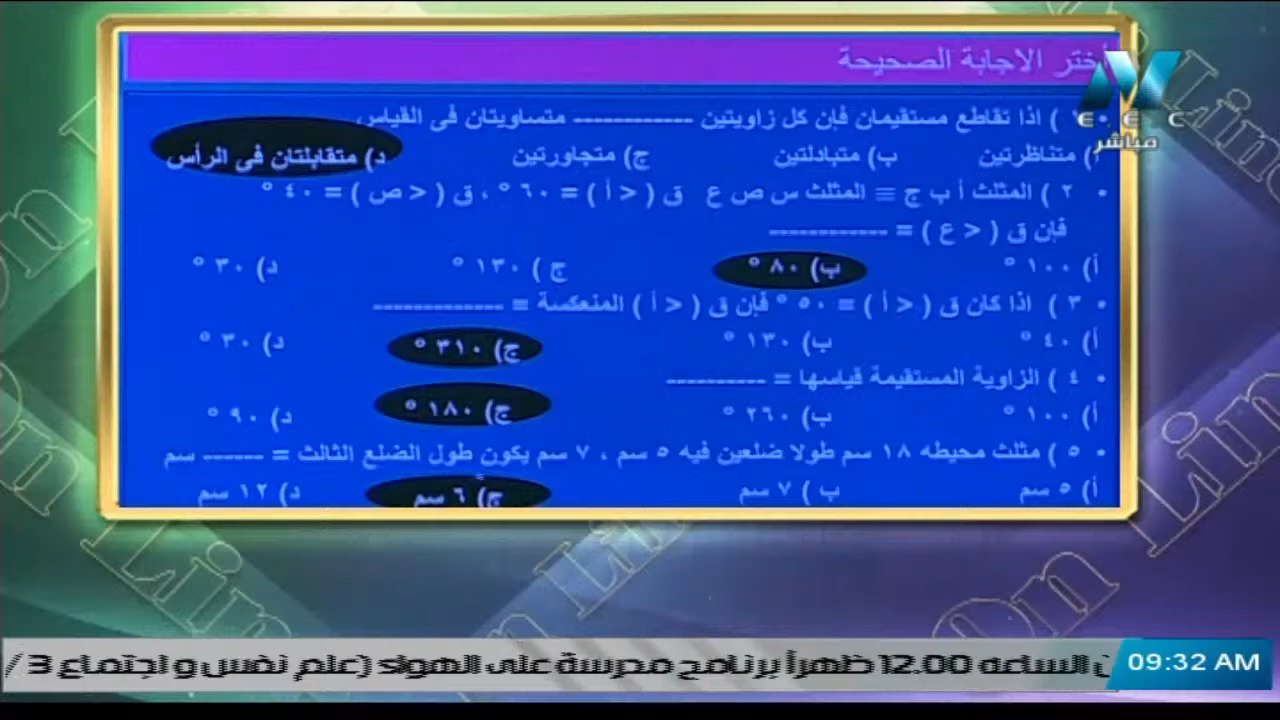 أختر الاجابة الصحيحة
EEC
مباشر
) اذا تقاطع مستقيمان فإن كل زاويتين ------------ متساويتان فى القياس
متناظرتين ب) متبادلتين ج) متجاورتين د) متقابلتان فى الرأس
• ٢ ) المثلث أ ب ج ≡ المثلث س ص ع ق ( < أ ) = ٦٠ ° ، ق ( < ص ) = ٤٠ °
فإن ق ( < ع ) = ------------
أ) ١٠٠ ° ب) ٨٠ ° ج ) ١٣٠ ° د) ٣٠ °
• ٣ ) اذا كان ق ( < أ ) = ٥٠ ° فإن ق ( < أ ) المنعكسة = -------------
أ) ٤٠ ° ب) ١٣٠ ° ج) ٣١٠ ° د) ٣٠ °
• ٤ ) الزاوية المستقيمة قياسها = ----------
أ) ١٠٠ ° ب) ٢٦٠ ° ج) ١٨٠ ° د) ٩٠ °
• ٥ ) مثلث محيطه ١٨ سم طولا ضلعين فيه ٥ سم ، ٧ سم يكون طول الضلع الثالث = ------ سم
أ) ٥ سم ب ) ٧ سم ج) ٦ سم د) ١٢ سم
الساعه 12.00 ظهراً برنامج مدرسة على الهواء (علم نفس و اجتماع 3 /
09:32 AM